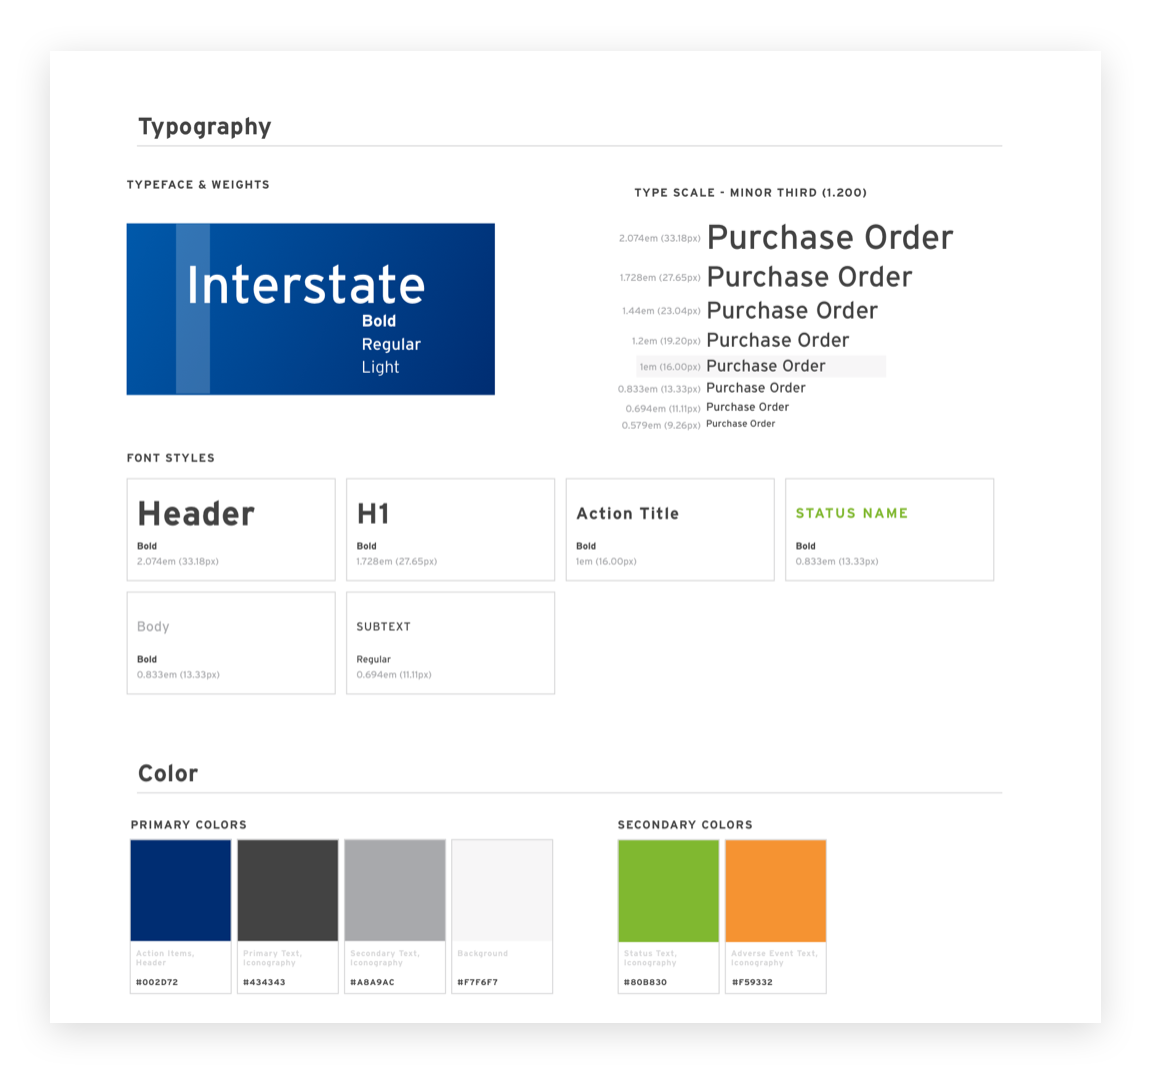 Typography
TYPEFACE & WEIGHTS
Interstate
Bold
Regular
Light
TYPE SCALE - MINOR THIRD (1.200)
2.074em (33.18px) Purchase Order
1.728em (27.65px) Purchase Order
1.44em (23.04px) Purchase Order
1.2em (19.20px) Purchase Order
1em (16.00px) Purchase Order
0.833em (13.33px) Purchase Order
0.694em (11.11px) Purchase Order
0.579em (9.26px) Purchase Order
FONT STYLES
Header
Bold
2.074em (33.18px)
H1
Bold
1.728em (27.65px)
Action Title
Bold
1em (16.00px)
STATUS NAME
Bold
0.833em (13.33px)
Body
Bold
0.833em (13.33px)
SUBTEXT
Regular
0.694em (11.11px)
Color
PRIMARY COLORS
Action Items,
Header
#002D72
Primary Text,
Iconography
#434343
Secondary Text,
Iconography
#A8A9AC
Background
#F7F6F7
SECONDARY COLORS
Status Text,
Iconography
#80B830
Adverse Event Text,
Iconography
#F59332